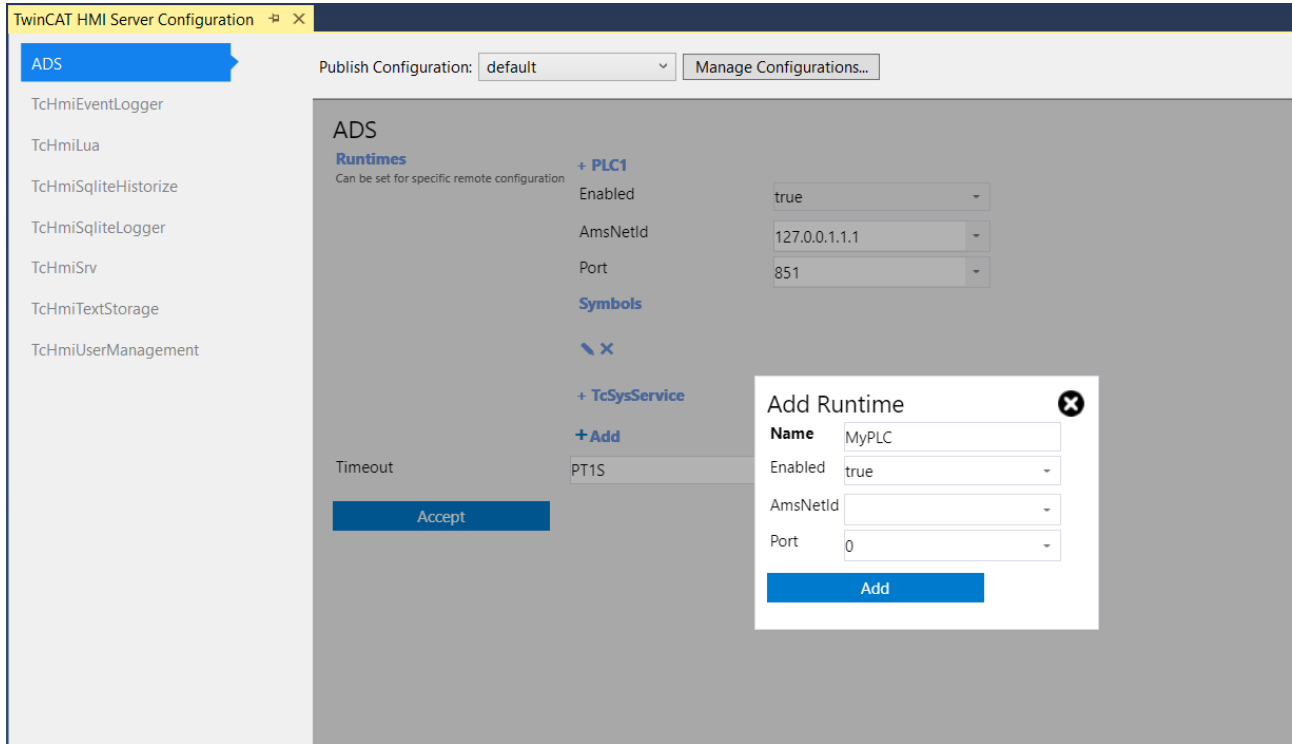 TwinCAT HMI Server Configuration
ADS
TcHmiEventLogger
TcHmiLua
TcHmiSqliteHistorize
TcHmiSqliteLogger
TcHmiSrv
TcHmiTextStorage
TcHmiUserManagement
Publish Configuration: default Manage Configurations...
ADS
Runtimes
Can be set for specific remote configuration
+ PLC1
Enabled true
AmsNetId 127.0.0.1.1.1
Port 851
Symbols
+ TcSysService
+Add
Timeout PT1S
Accept
Add Runtime
Name MyPLC
Enabled true
AmsNetId
Port 0
Add